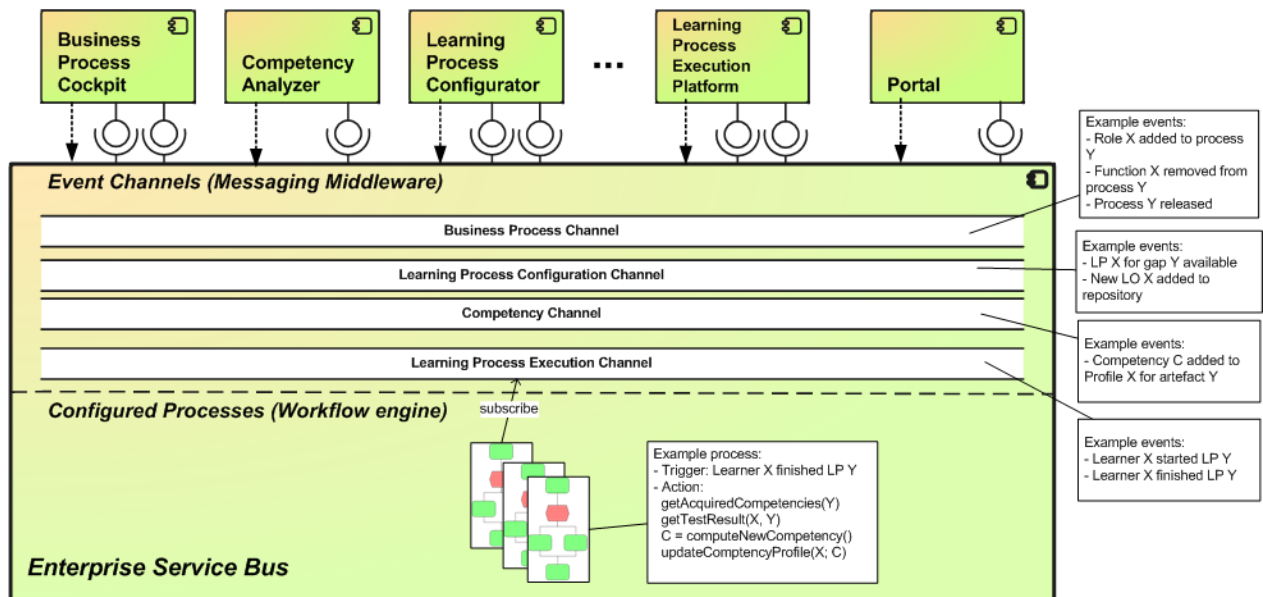 Business
Process
Cockpit
Competency
Analyzer
Learning
Process
Configurator
...
Learning
Process
Execution
Platform
Portal
Event Channels (Messaging Middleware)
Business Process Channel
Learning Process Configuration Channel
Competency Channel
Learning Process Execution Channel
Example events:
- Role X added to process
Y
- Function X removed from
process Y
- Process Y released
Example events:
- LP X for gap Y available
- New LO X added to
repository
Example events:
- Competency C added to
Profile X for artefact Y
Example events:
- Learner X started LP Y
- Learner X finished LP Y
Configured Processes (Workflow engine)
subscribe
Example process:
- Trigger: Learner X finished LP Y
- Action:
getAcquiredCompetencies(Y)
getTestResult(X, Y)
C = computeNewCompetency()
updateComptencyProfile(X; C)
Enterprise Service Bus